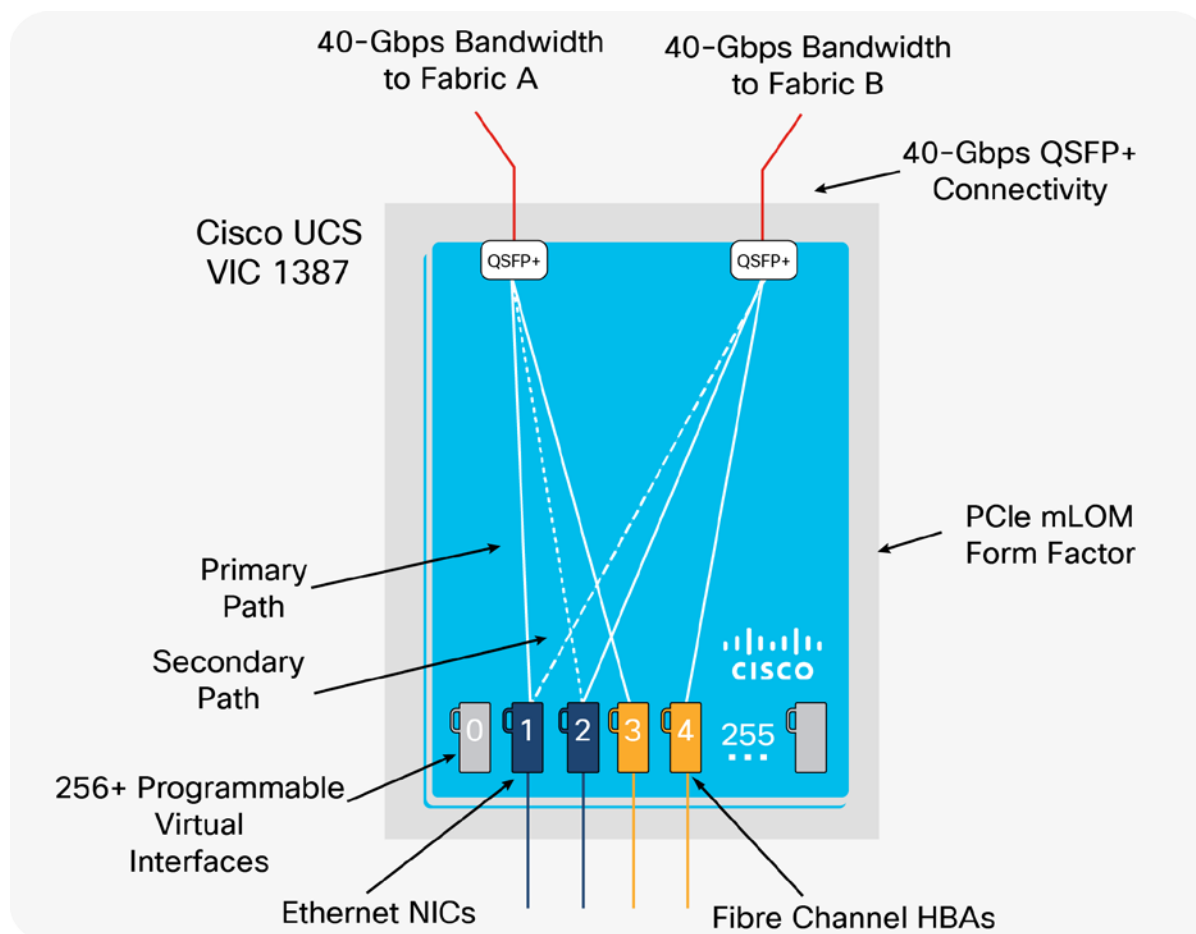 40-Gbps Bandwidth
to Fabric A
40-Gbps Bandwidth
to Fabric B
40-Gbps QSFP+
Connectivity
Cisco UCS
VIC 1387
QSFP+
QSFP+
PCIe mLOM
Form Factor
Primary
Path
Secondary
Path
CISCO
0
1
2
3
4
255
...
256+ Programmable
Virtual
Interfaces
Ethernet NICs
Fibre Channel HBAs